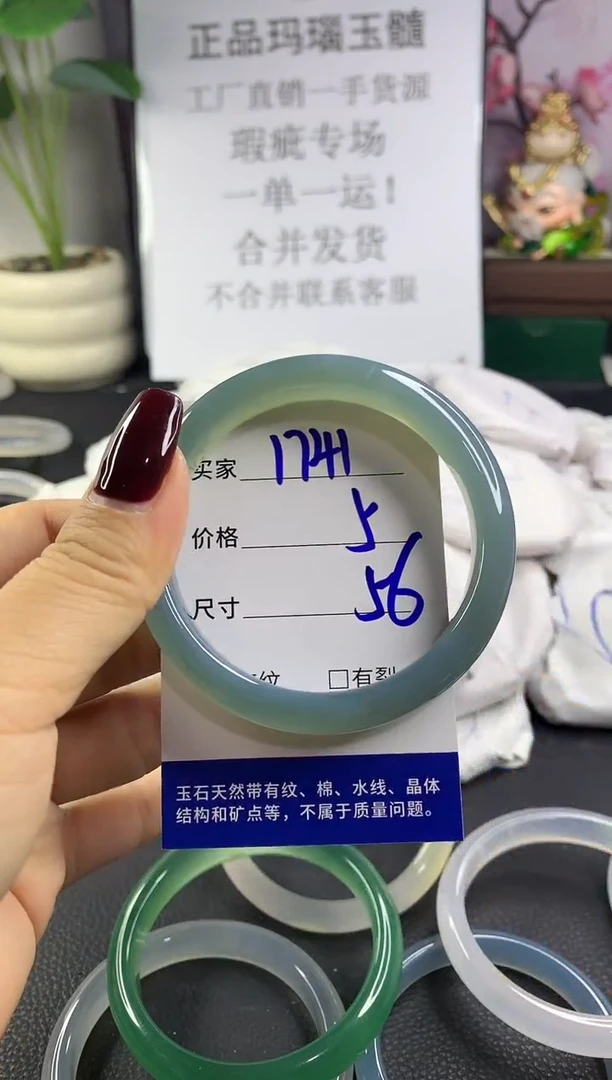 正品玛瑙玉髓
工厂直销一手货源
瑕疵专场
一单一运!
合并发货
不合并联系客服
买家 1741
价格 5
尺寸 56
纹 □有裂
玉石天然带有纹、棉、水线、晶体
结构和矿点等，不属于质量问题。